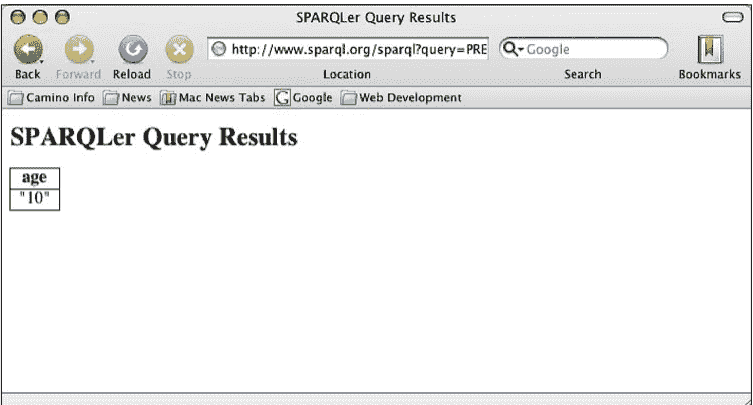 SPARQLer Query Results
http://www.sparql.org/sparql?query=PRE
Google
Back Forward Reload Stop Location Search Bookmarks
Camino Info News Mac News Tabs Google Web Development
SPARQLer Query Results
age
"10"